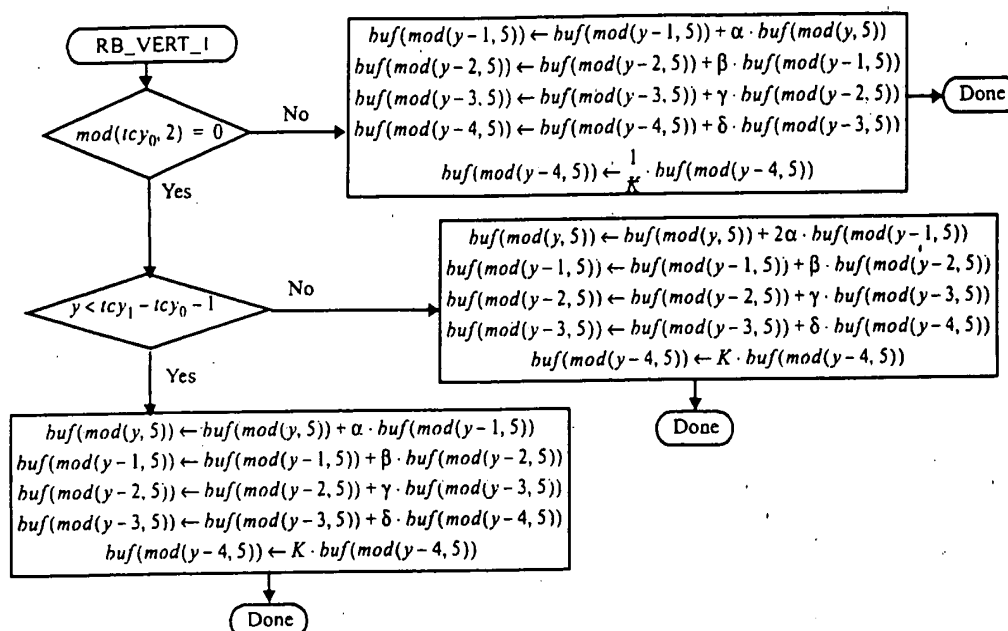 RB_VERT_1
mod(tcy₀, 2) = 0
No
buf(mod(y−1, 5)) ← buf(mod(y−1, 5)) + α · buf(mod(y, 5))
buf(mod(y−2, 5)) ← buf(mod(y−2, 5)) + β · buf(mod(y−1, 5))
buf(mod(y−3, 5)) ← buf(mod(y−3, 5)) + γ · buf(mod(y−2, 5))
buf(mod(y−4, 5)) ← buf(mod(y−4, 5)) + δ · buf(mod(y−3, 5))
buf(mod(y−4, 5)) ← 1/K · buf(mod(y−4, 5))
Done
Yes
y < tcy₁ − tcy₀ − 1
No
buf(mod(y, 5)) ← buf(mod(y, 5)) + 2α · buf(mod(y−1, 5))
buf(mod(y−1, 5)) ← buf(mod(y−1, 5)) + β · buf(mod(y−2, 5))
buf(mod(y−2, 5)) ← buf(mod(y−2, 5)) + γ · buf(mod(y−3, 5))
buf(mod(y−3, 5)) ← buf(mod(y−3, 5)) + δ · buf(mod(y−4, 5))
buf(mod(y−4, 5)) ← K · buf(mod(y−4, 5))
Done
Yes
buf(mod(y, 5)) ← buf(mod(y, 5)) + α · buf(mod(y−1, 5))
buf(mod(y−1, 5)) ← buf(mod(y−1, 5)) + β · buf(mod(y−2, 5))
buf(mod(y−2, 5)) ← buf(mod(y−2, 5)) + γ · buf(mod(y−3, 5))
buf(mod(y−3, 5)) ← buf(mod(y−3, 5)) + δ · buf(mod(y−4, 5))
buf(mod(y−4, 5)) ← K · buf(mod(y−4, 5))
Done